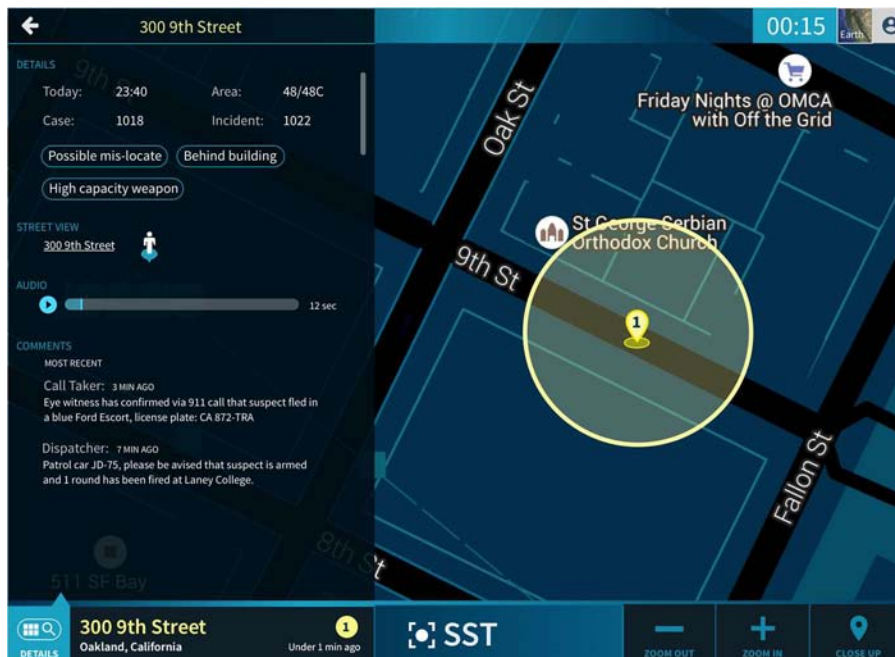 300 9th Street
00:15
Earth
DETAILS
9th St
Today: 23:40 Area: 48/48C
Case: 1018 Incident: 1022
Possible mis-locate
Behind building
High capacity weapon
STREET VIEW
300 9th Street
AUDIO
12 sec
COMMENTS
MOST RECENT
Call Taker: 3 MIN AGO
Eye witness has confirmed via 911 call that suspect fled in
a blue Ford Escort, license plate: CA 872-TRA
Dispatcher: 7 MIN AGO
Patrol car JD-75, please be avised that suspect is armed
and 1 round has been fired at Laney College.
511 SF Bay
8th St
Oak St
Friday Nights @ OMCA
with Off the Grid
St George Serbian
Orthodox Church
9th St
1
Fallon St
DETAILS
300 9th Street
Oakland, California
1
Under 1 min ago
SST
ZOOM OUT
ZOOM IN
CLOSE UP